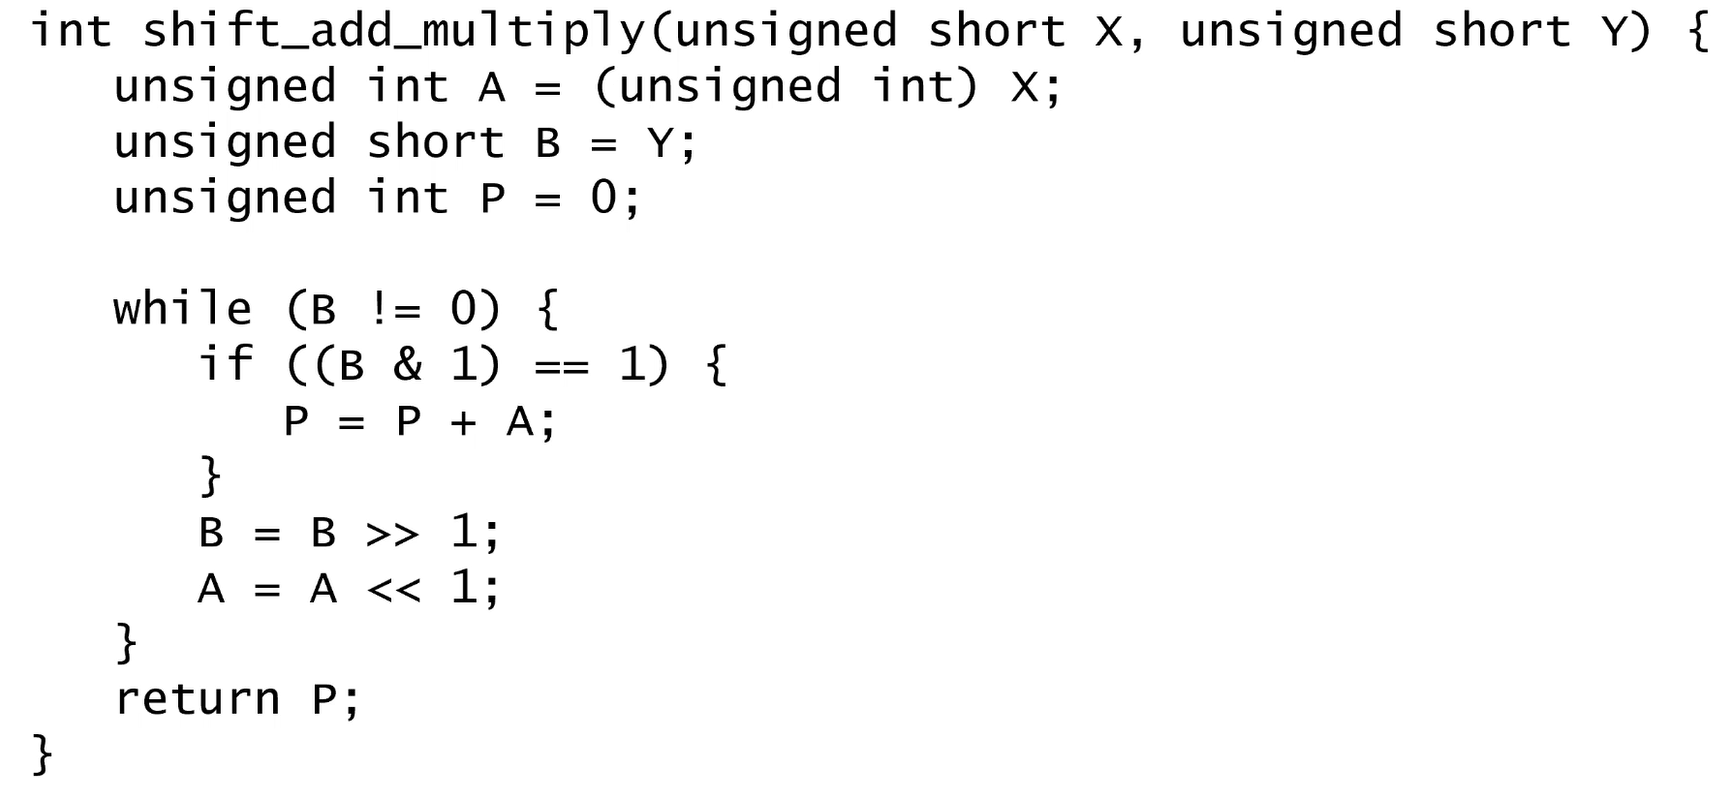 int shift_add_multiply(unsigned short X, unsigned short Y) {
   unsigned int A = (unsigned int) X;
   unsigned short B = Y;
   unsigned int P = 0;

   while (B != 0) {
      if ((B & 1) == 1) {
         P = P + A;
      }
      B = B >> 1;
      A = A << 1;
   }
   return P;
}